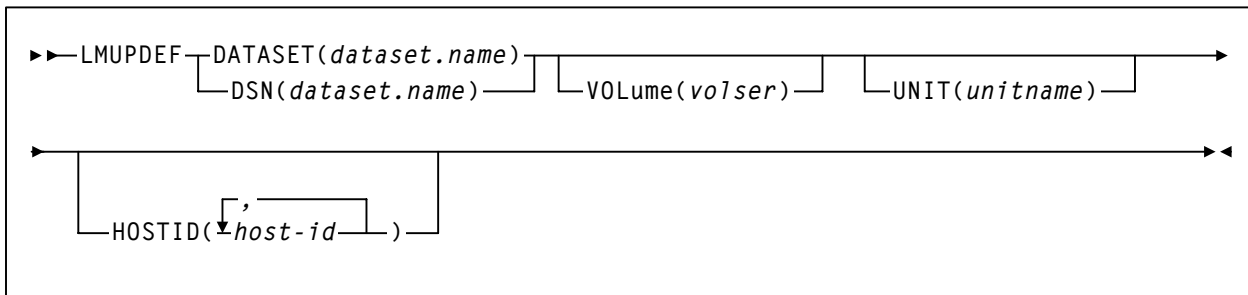 LMUPDEF DATASET(dataset.name)
DSN(dataset.name) VOLume(volser) UNIT(unitname)
,
HOSTID( host-id )